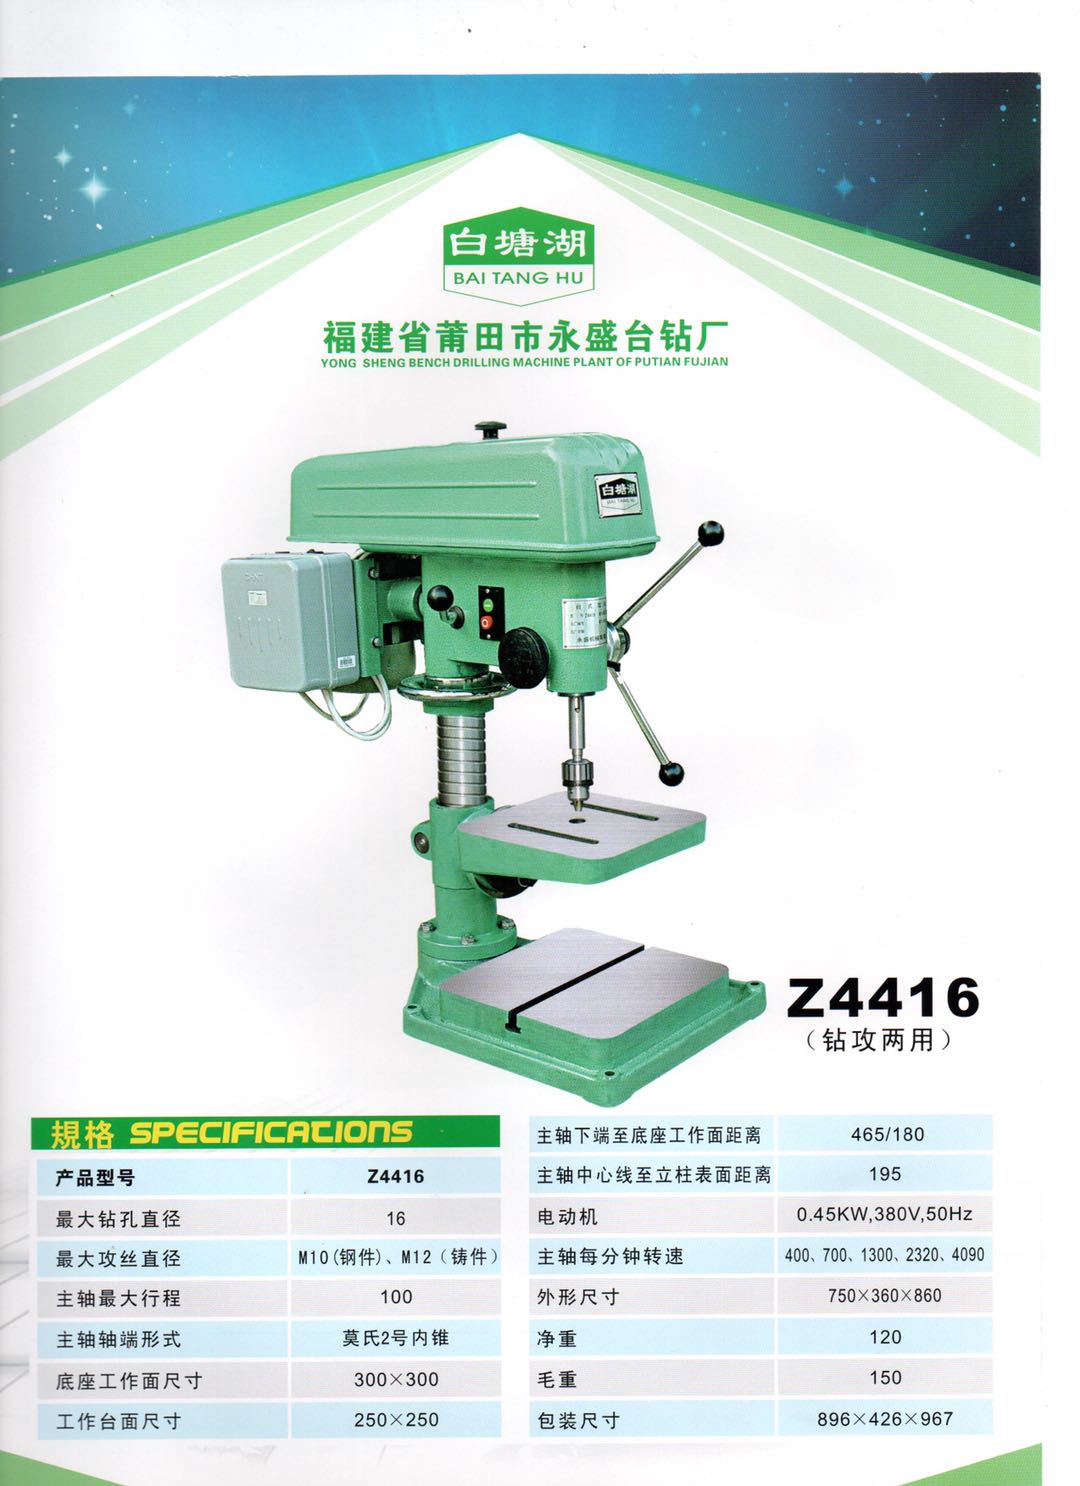 白塘湖
BAI TANG HU
福建省莆田市永盛台钻厂
YONG SHENG BENCH DRILLING MACHINE PLANT OF PUTIAN FUJIAN
白塘湖
BAI TANG HU
Z4416
（钻攻两用）
規格 SPECIFICATIONS
产品型号 Z4416
最大钻孔直径 16
最大攻丝直径 M10(钢件)、M12（铸件）
主轴最大行程 100
主轴轴端形式 莫氏2号内锥
底座工作面尺寸 300×300
工作台面尺寸 250×250
主轴下端至底座工作面距离 465/180
主轴中心线至立柱表面距离 195
电动机 0.45KW,380V,50Hz
主轴每分钟转速 400、700、1300、2320、4090
外形尺寸 750×360×860
净重 120
毛重 150
包装尺寸 896×426×967